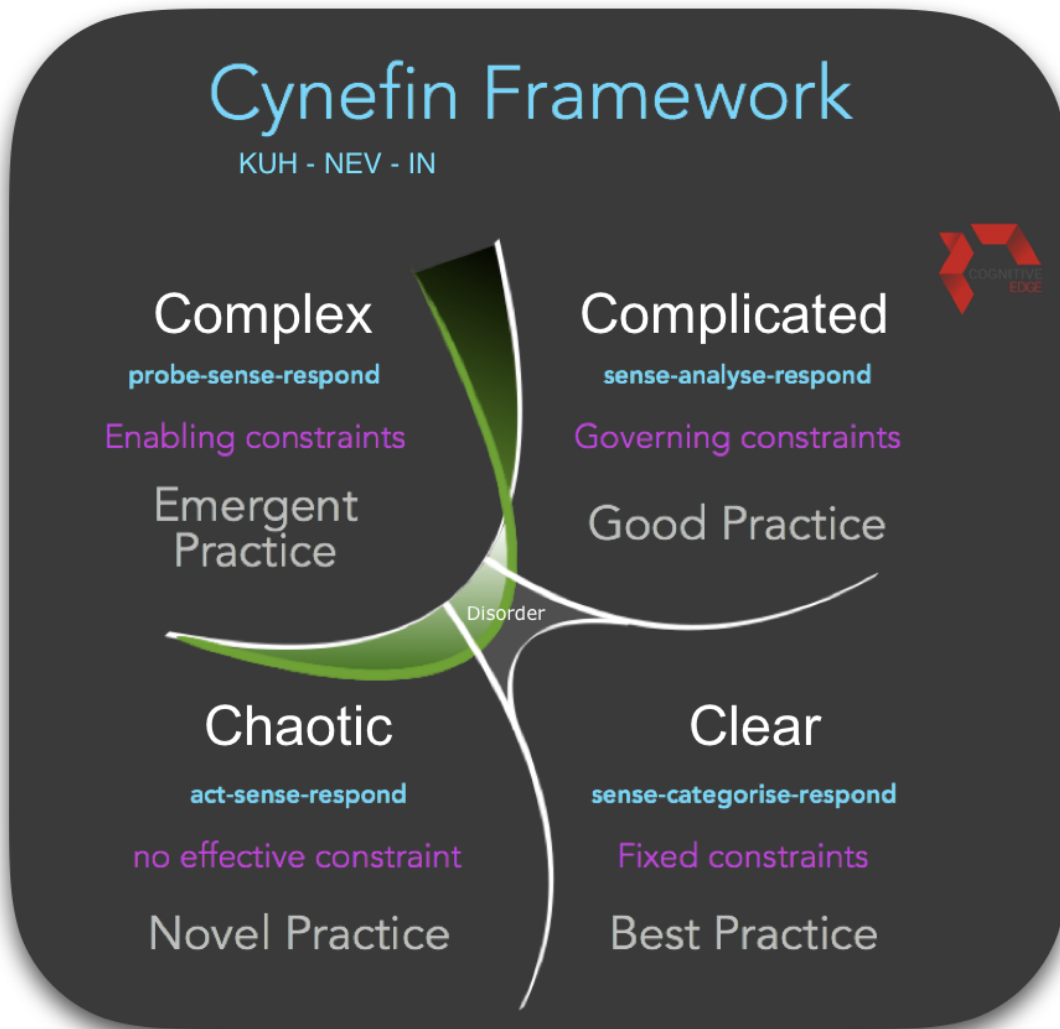 Cynefin Framework
KUH - NEV - IN
COGNITIVE
EDGE
Complex
probe-sense-respond
Enabling constraints
Emergent
Practice
Complicated
sense-analyse-respond
Governing constraints
Good Practice
Disorder
Chaotic
act-sense-respond
no effective constraint
Novel Practice
Clear
sense-categorise-respond
Fixed constraints
Best Practice